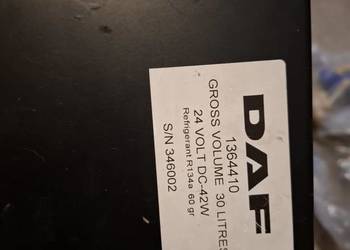 DAF
1364410
GROSS VOLUME 30 LITRES
24 VOLT DC-42W
Refrigerant R134a 60 gr
S/N 346002